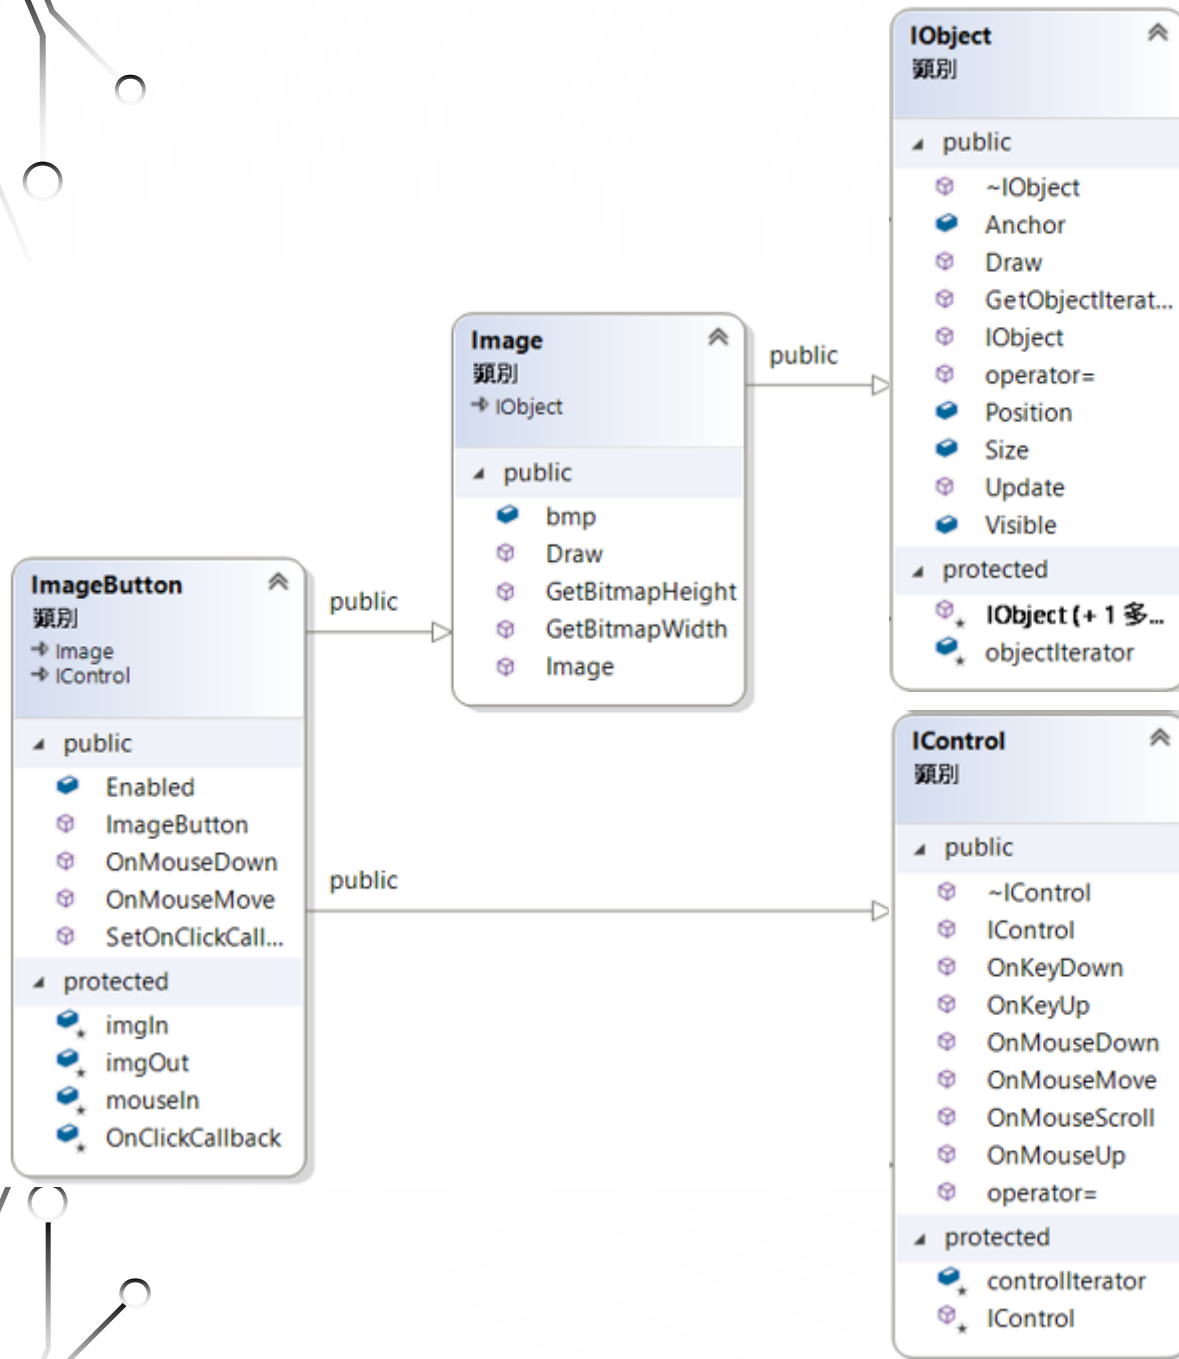 IObject
類別
public
~IObject
Anchor
Draw
GetObjectIterat...
IObject
operator=
Position
Size
Update
Visible
protected
IObject (+ 1 多...
objectIterator
Image
類別
IObject
public
bmp
Draw
GetBitmapHeight
GetBitmapWidth
Image
public
ImageButton
類別
Image
IControl
public
Enabled
ImageButton
OnMouseDown
OnMouseMove
SetOnClickCall...
protected
imgIn
imgOut
mouseIn
OnClickCallback
public
public
IControl
類別
public
~IControl
IControl
OnKeyDown
OnKeyUp
OnMouseDown
OnMouseMove
OnMouseScroll
OnMouseUp
operator=
protected
controlIterator
IControl